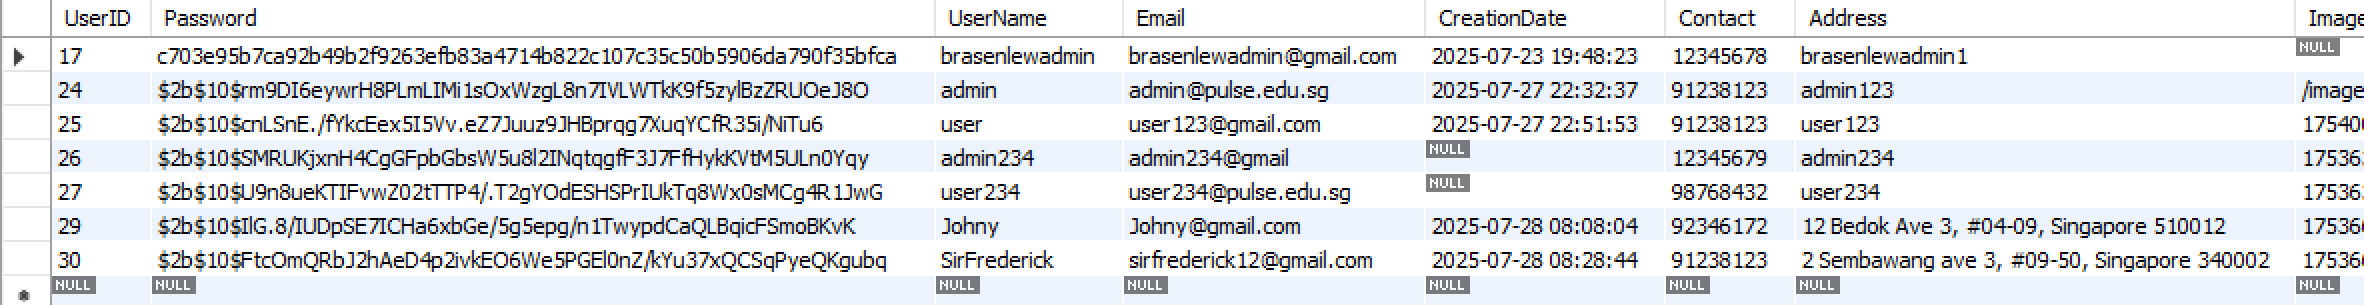 UserID Password UserName Email CreationDate Contact Address Image
17 c703e95b7ca92b49b2f9263efb83a4714b822c107c35c50b5906da790f35bfca brasenlewadmin brasenlewadmin@gmail.com 2025-07-23 19:48:23 12345678 brasenlewadmin1 NULL
24 $2b$10$rm9DI6eywrH8PLmLIMi1sOxWzgL8n7IVLWTkK9f5zylBzZRUOeJ8O admin admin@pulse.edu.sg 2025-07-27 22:32:37 91238123 admin123 /image
25 $2b$10$cnLSnE./fYkcEex5I5Vv.eZ7Juuz9JHBprqg7XuqYCfR35i/NiTu6 user user123@gmail.com 2025-07-27 22:51:53 91238123 user123 175400
26 $2b$10$SMRUKjxnH4CgGFpbGbsW5u8l2INqtqgfF3J7FfHykKVtM5ULn0Yqy admin234 admin234@gmail NULL 12345679 admin234 17536
27 $2b$10$U9n8ueKTIFvwZ02tTTP4/.T2gYOdESHSPrIUkTq8Wx0sMCg4R1JwG user234 user234@pulse.edu.sg NULL 98768432 user234 17536
29 $2b$10$IlG.8/IUDpSE7ICHa6xbGe/5g5epg/n1TwypdCaQLBqicFSmoBKvK Johny Johny@gmail.com 2025-07-28 08:08:04 92346172 12 Bedok Ave 3, #04-09, Singapore 510012 17536
30 $2b$10$FtcOmQRbJ2hAeD4p2ivkEO6We5PGEl0nZ/kYu37xQCSqPyeQKgubq SirFrederick sirfrederick12@gmail.com 2025-07-28 08:28:44 91238123 2 Sembawang ave 3, #09-50, Singapore 340002 17536
NULL NULL NULL NULL NULL NULL NULL NULL